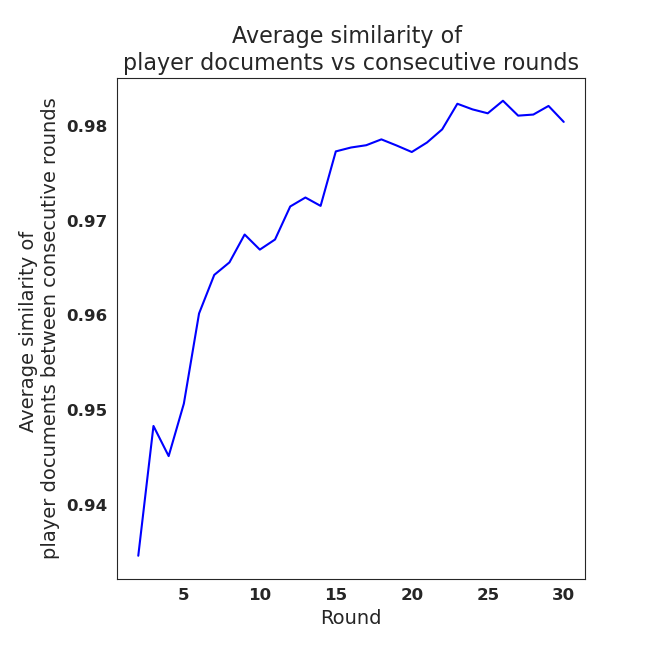 Average similarity of
player documents vs consecutive rounds
Average similarity of
player documents between consecutive rounds
0.98
0.97
0.96
0.95
0.94
5 10 15 20 25 30
Round